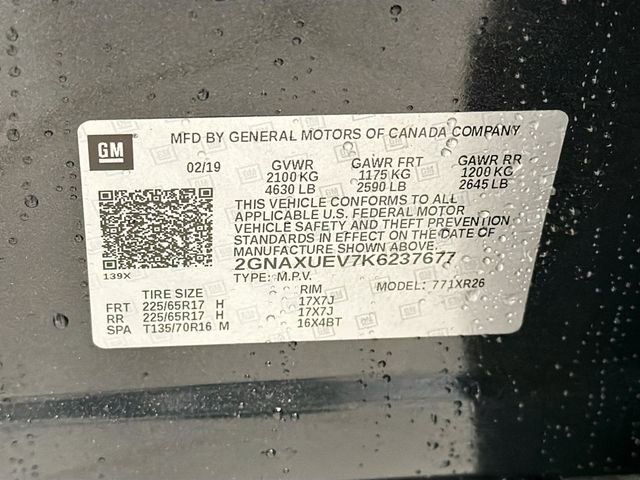 GM
MFD BY GENERAL MOTORS OF CANADA COMPANY
02/19 GVWR GAWR FRT GAWR RR
2100 KG 1175 KG 1200 KG
4630 LB 2590 LB 2645 LB
THIS VEHICLE CONFORMS TO ALL
APPLICABLE U.S. FEDERAL MOTOR
VEHICLE SAFETY AND THEFT PREVENTION
STANDARDS IN EFFECT ON THE DATE OF
MANUFACTURE SHOWN ABOVE.
2GNAXUEV7K6237677
139X TYPE: M.P.V. MODEL: 771XR26
TIRE SIZE RIM
FRT 225/65R17 H 17X7J
RR 225/65R17 H 17X7J
SPA T135/70R16 M 16X4BT